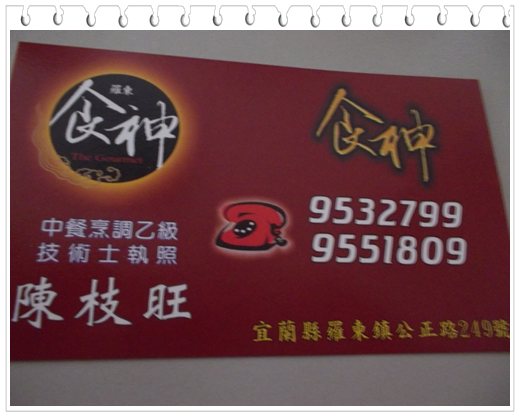 羅東
食神
The Gourmet
中餐烹調乙級
技術士執照
陳枝旺
食神
9532799
9551809
宜蘭縣羅東鎮公正路249號